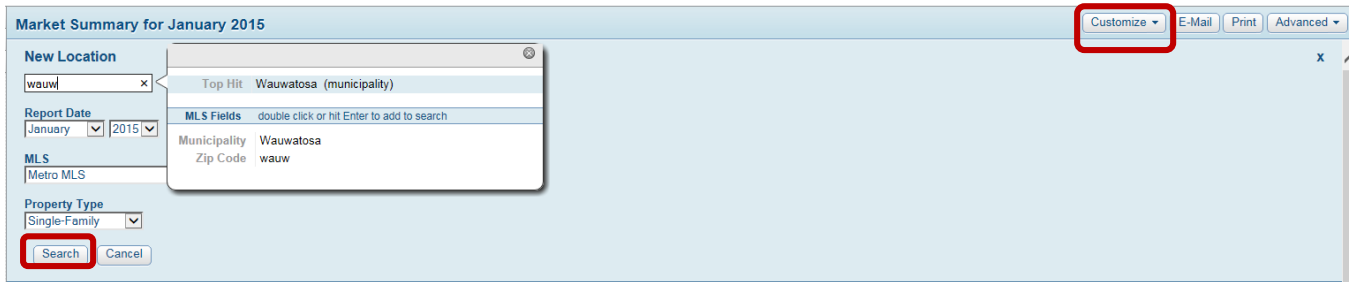 Market Summary for January 2015 Customize E-Mail Print Advanced
New Location x
wauw x
Top Hit Wauwatosa (municipality)
MLS Fields double click or hit Enter to add to search
Municipality Wauwatosa
Zip Code wauw
Report Date
January 2015
MLS
Metro MLS
Property Type
Single-Family
Search Cancel